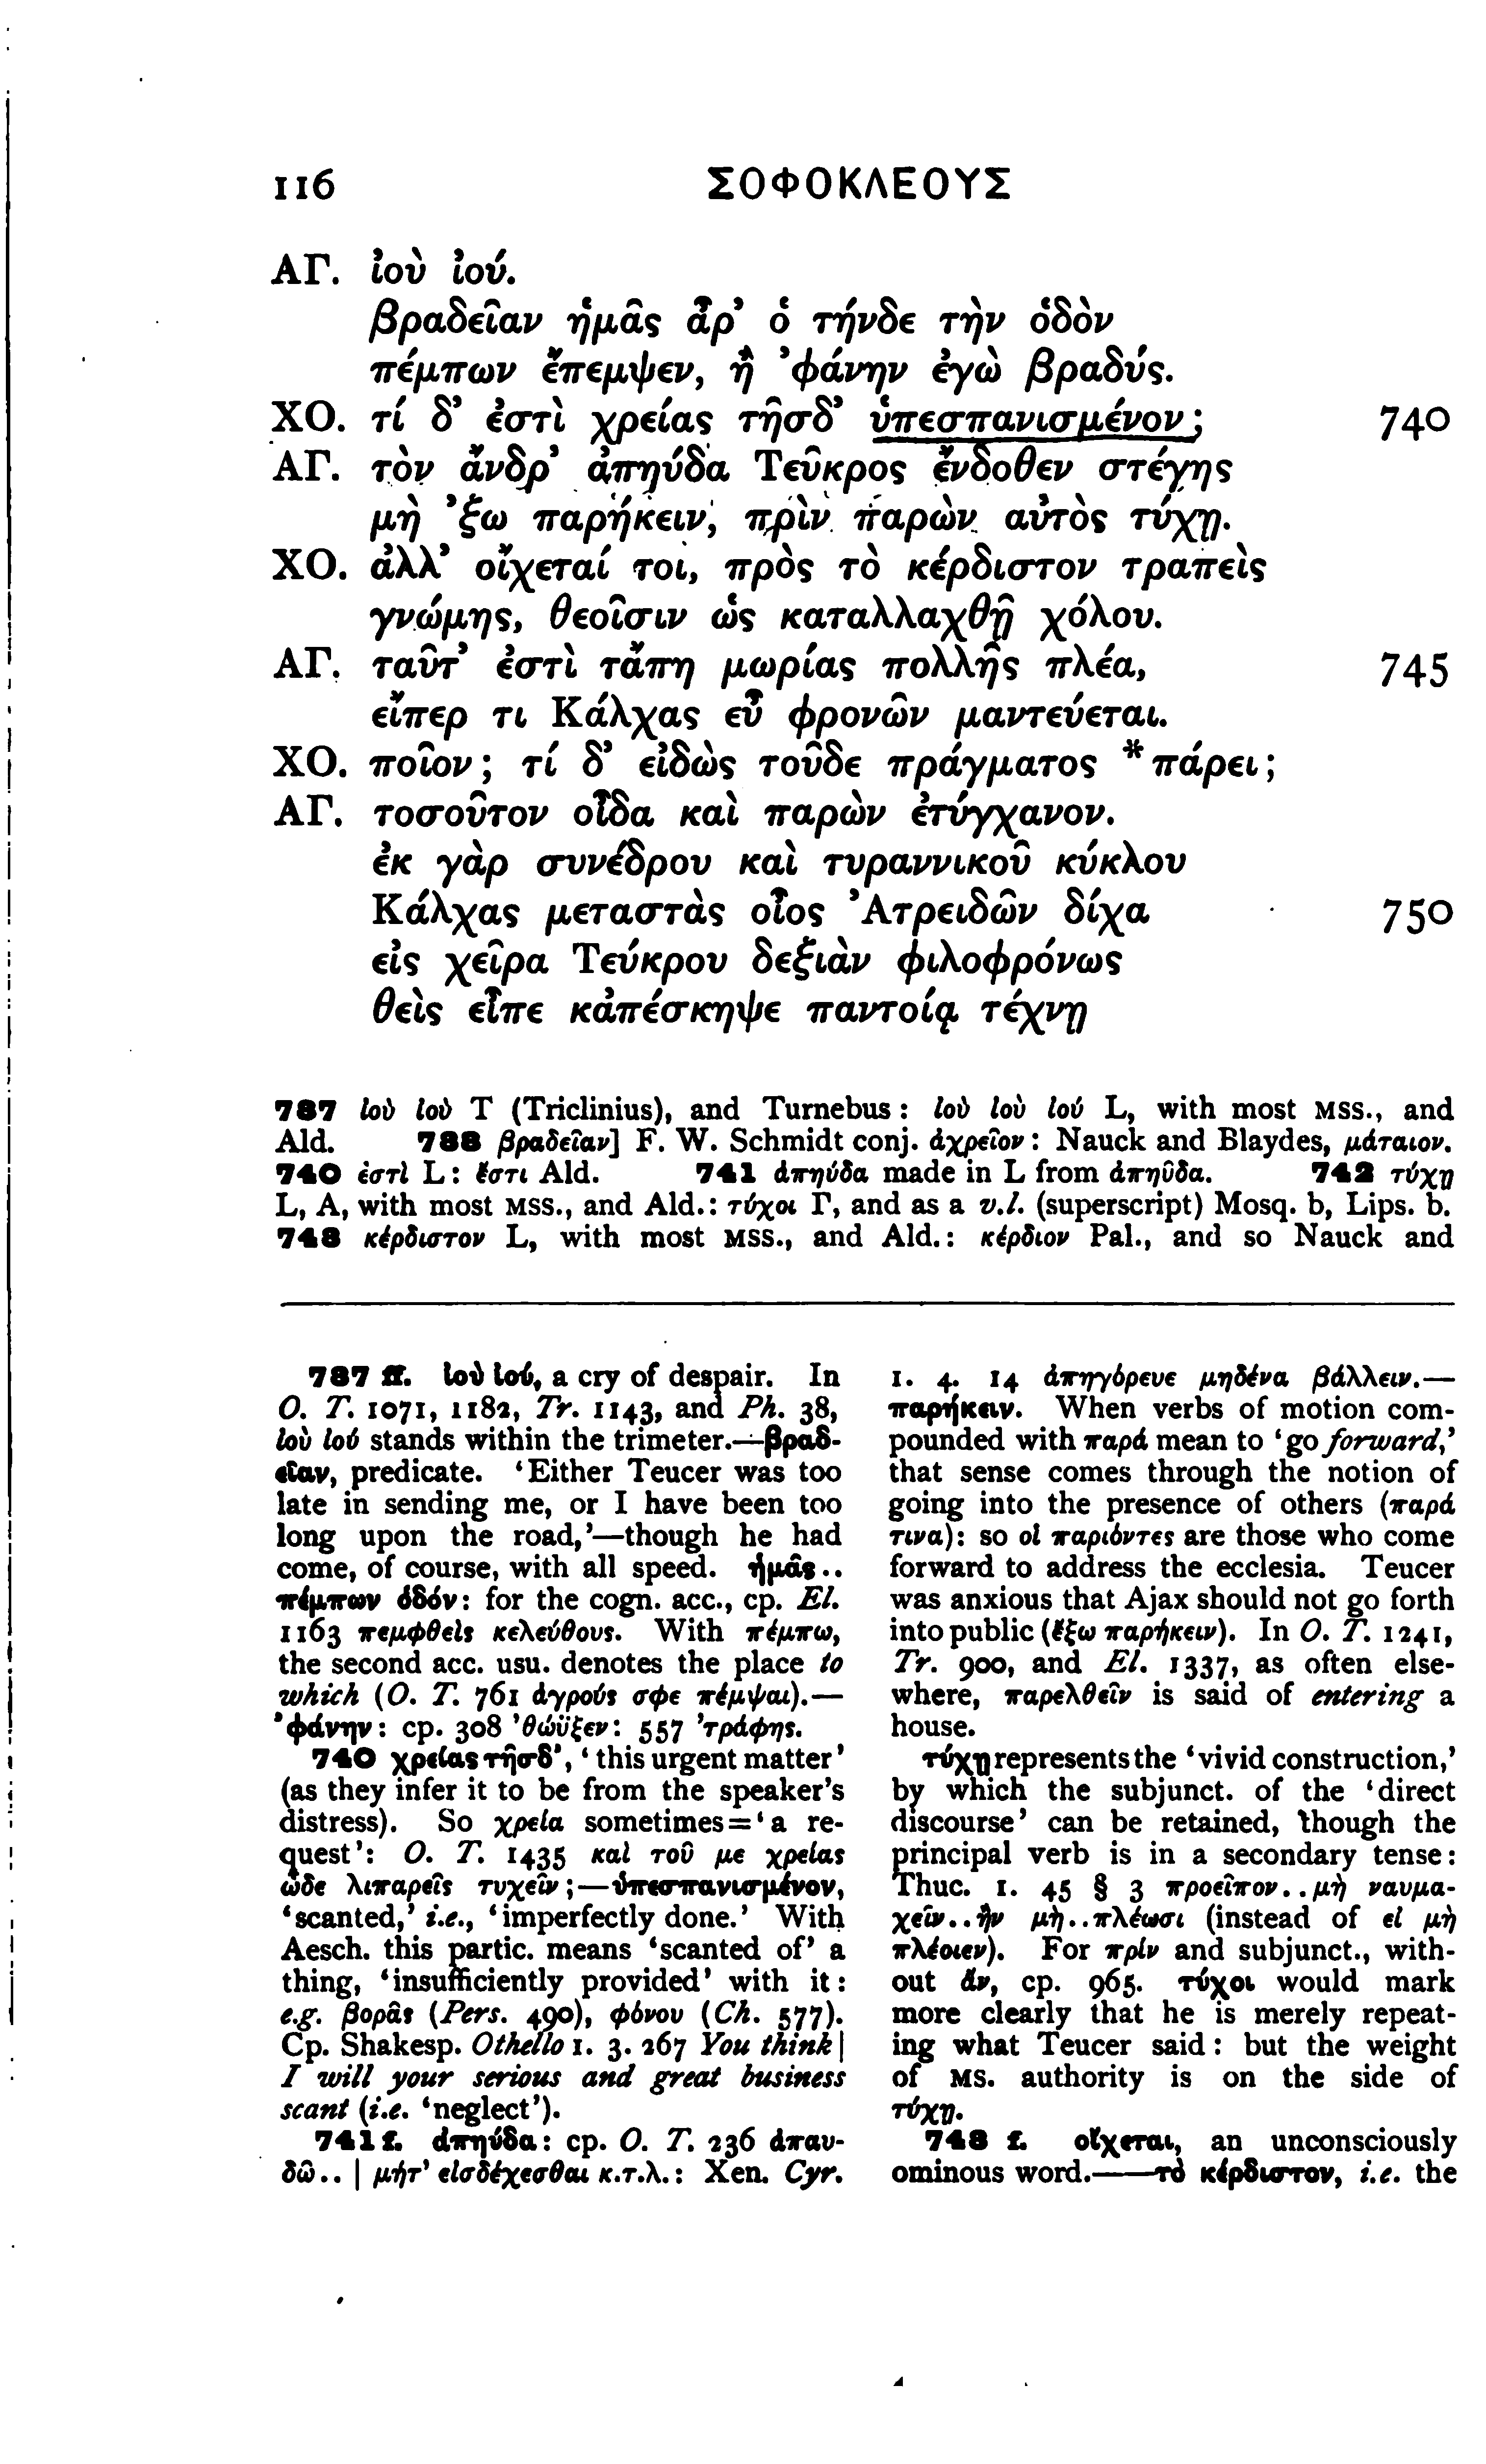 116
ΣΟΦΟΚΛΕΟΥΣ
ΑΓ. ἰοὺ ἰού.
βραδεῖαν ἡμᾶς ἆρ’ ὁ τήνδε τὴν ὁδὸν
πέμπων ἔπεμψεν, ἢ ’φάνην ἐγὼ βραδύς.
ΧΟ. τί δ’ ἐστὶ χρείας τῆσδ’ ὑπεσπανισμένον; 740
ΑΓ. τὸν ἄνδρ’ ἀπηύδα Τεῦκρος ἔνδοθεν στέγης
μὴ ’ξω παρήκειν, πρὶν παρὼν αὐτὸς τύχῃ.
ΧΟ. ἀλλ’ οἴχεταί τοι, πρὸς τὸ κέρδιστον τραπεὶς
γνώμης, θεοῖσιν ὡς καταλλαχθῇ χόλου.
ΑΓ. ταῦτ’ ἐστὶ τἄπη μωρίας πολλῆς πλέα, 745
εἴπερ τι Κάλχας εὖ φρονῶν μαντεύεται.
ΧΟ. ποῖον; τί δ’ εἰδὼς τοῦδε πράγματος *πάρει;
ΑΓ. τοσοῦτον οἶδα καὶ παρὼν ἐτύγχανον.
ἐκ γὰρ συνέδρου καὶ τυραννικοῦ κύκλου
Κάλχας μεταστὰς οἶος Ἀτρειδῶν δίχα 750
εἰς χεῖρα Τεύκρου δεξιὰν φιλοφρόνως
θεὶς εἶπε κἀπέσκηψε παντοίᾳ τέχνῃ
737 ἰοὺ ἰοὺ T (Triclinius), and Turnebus: ἰοὺ ἰοὺ ἰού L, with most MSS., and
Ald. 738 βραδεῖαν] F. W. Schmidt conj. ἀχρεῖον: Nauck and Blaydes, μάταιον.
740 ἐστὶ L: ἔστι Ald. 741 ἀπηύδα made in L from ἀπηῦδα. 742 τύχῃ
L, A, with most MSS., and Ald.: τύχοι Γ, and as a v.l. (superscript) Mosq. b, Lips. b.
743 κέρδιστον L, with most MSS., and Ald.: κέρδιον Pal., and so Nauck and
737 ff. ἰοὺ ἰού, a cry of despair. In
O. T. 1071, 1182, Tr. 1143, and Ph. 38,
ἰοὺ ἰού stands within the trimeter.—βραδ-
εῖαν, predicate. ‘Either Teucer was too
late in sending me, or I have been too
long upon the road,’—though he had
come, of course, with all speed. ἡμᾶς..
πέμπων ὁδόν: for the cogn. acc., cp. El.
1163 πεμφθεὶς κελεύθους. With πέμπω,
the second acc. usu. denotes the place to
which (O. T. 761 ἀγρούς σφε πέμψαι).—
’φάνην: cp. 308 ’θώϋξεν: 557 ’τράφης.
740 χρείας τῆσδ’, ‘this urgent matter’
(as they infer it to be from the speaker’s
distress). So χρεία sometimes=‘a re-
quest’: O. T. 1435 καὶ τοῦ με χρείας
ὧδε λιπαρεῖς τυχεῖν;—ὑπεσπανισμένον,
‘scanted,’ i.e., ‘imperfectly done.’ With
Aesch. this partic. means ‘scanted of’ a
thing, ‘insufficiently provided’ with it:
e.g. βορᾶς (Pers. 490), φόνου (Ch. 577).
Cp. Shakesp. Othello 1. 3. 267 You think |
I will your serious and great business
scant (i.e. ‘neglect’).
741 f. ἀπηύδα: cp. O. T. 236 ἀπαυ-
δῶ.. | μήτ’ εἰσδέχεσθαι κ.τ.λ.: Xen. Cyr.
1. 4. 14 ἀπηγόρευε μηδένα βάλλειν.—
παρήκειν. When verbs of motion com-
pounded with παρά mean to ‘go forward,’
that sense comes through the notion of
going into the presence of others (παρά
τινα): so οἱ παριόντες are those who come
forward to address the ecclesia. Teucer
was anxious that Ajax should not go forth
into public (ἔξω παρήκειν). In O. T. 1241,
Tr. 900, and El. 1337, as often else-
where, παρελθεῖν is said of entering a
house.
τύχῃ represents the ‘vivid construction,’
by which the subjunct. of the ‘direct
discourse’ can be retained, though the
principal verb is in a secondary tense:
Thuc. 1. 45 § 3 προεῖπον..μὴ ναυμα-
χεῖν..ἢν μὴ..πλέωσι (instead of εἰ μὴ
πλέοιεν). For πρίν and subjunct., with-
out ἄν, cp. 965. τύχοι would mark
more clearly that he is merely repeat-
ing what Teucer said: but the weight
of MS. authority is on the side of
τύχῃ.
743 f. οἴχεται, an unconsciously
ominous word.—τὸ κέρδιστον, i.e. the